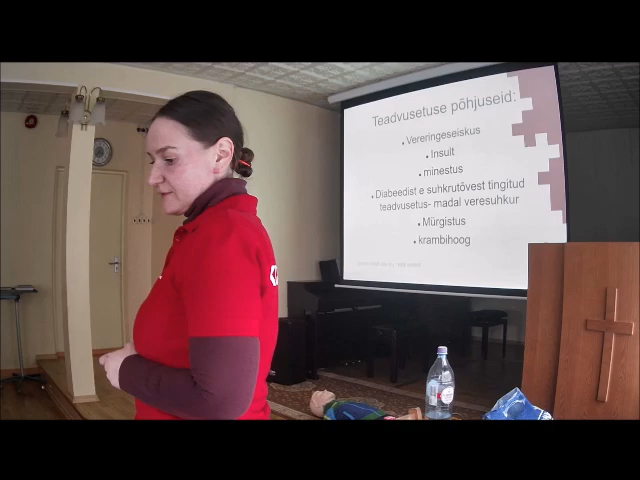 Teadvusetuse põhjuseid:
• Vereringeseiskus
• Insult
• minestus
• Diabeedist e suhkrutõvest tingitud
teadvusetus- madal veresuhkur
• Mürgistus
• krambihoog